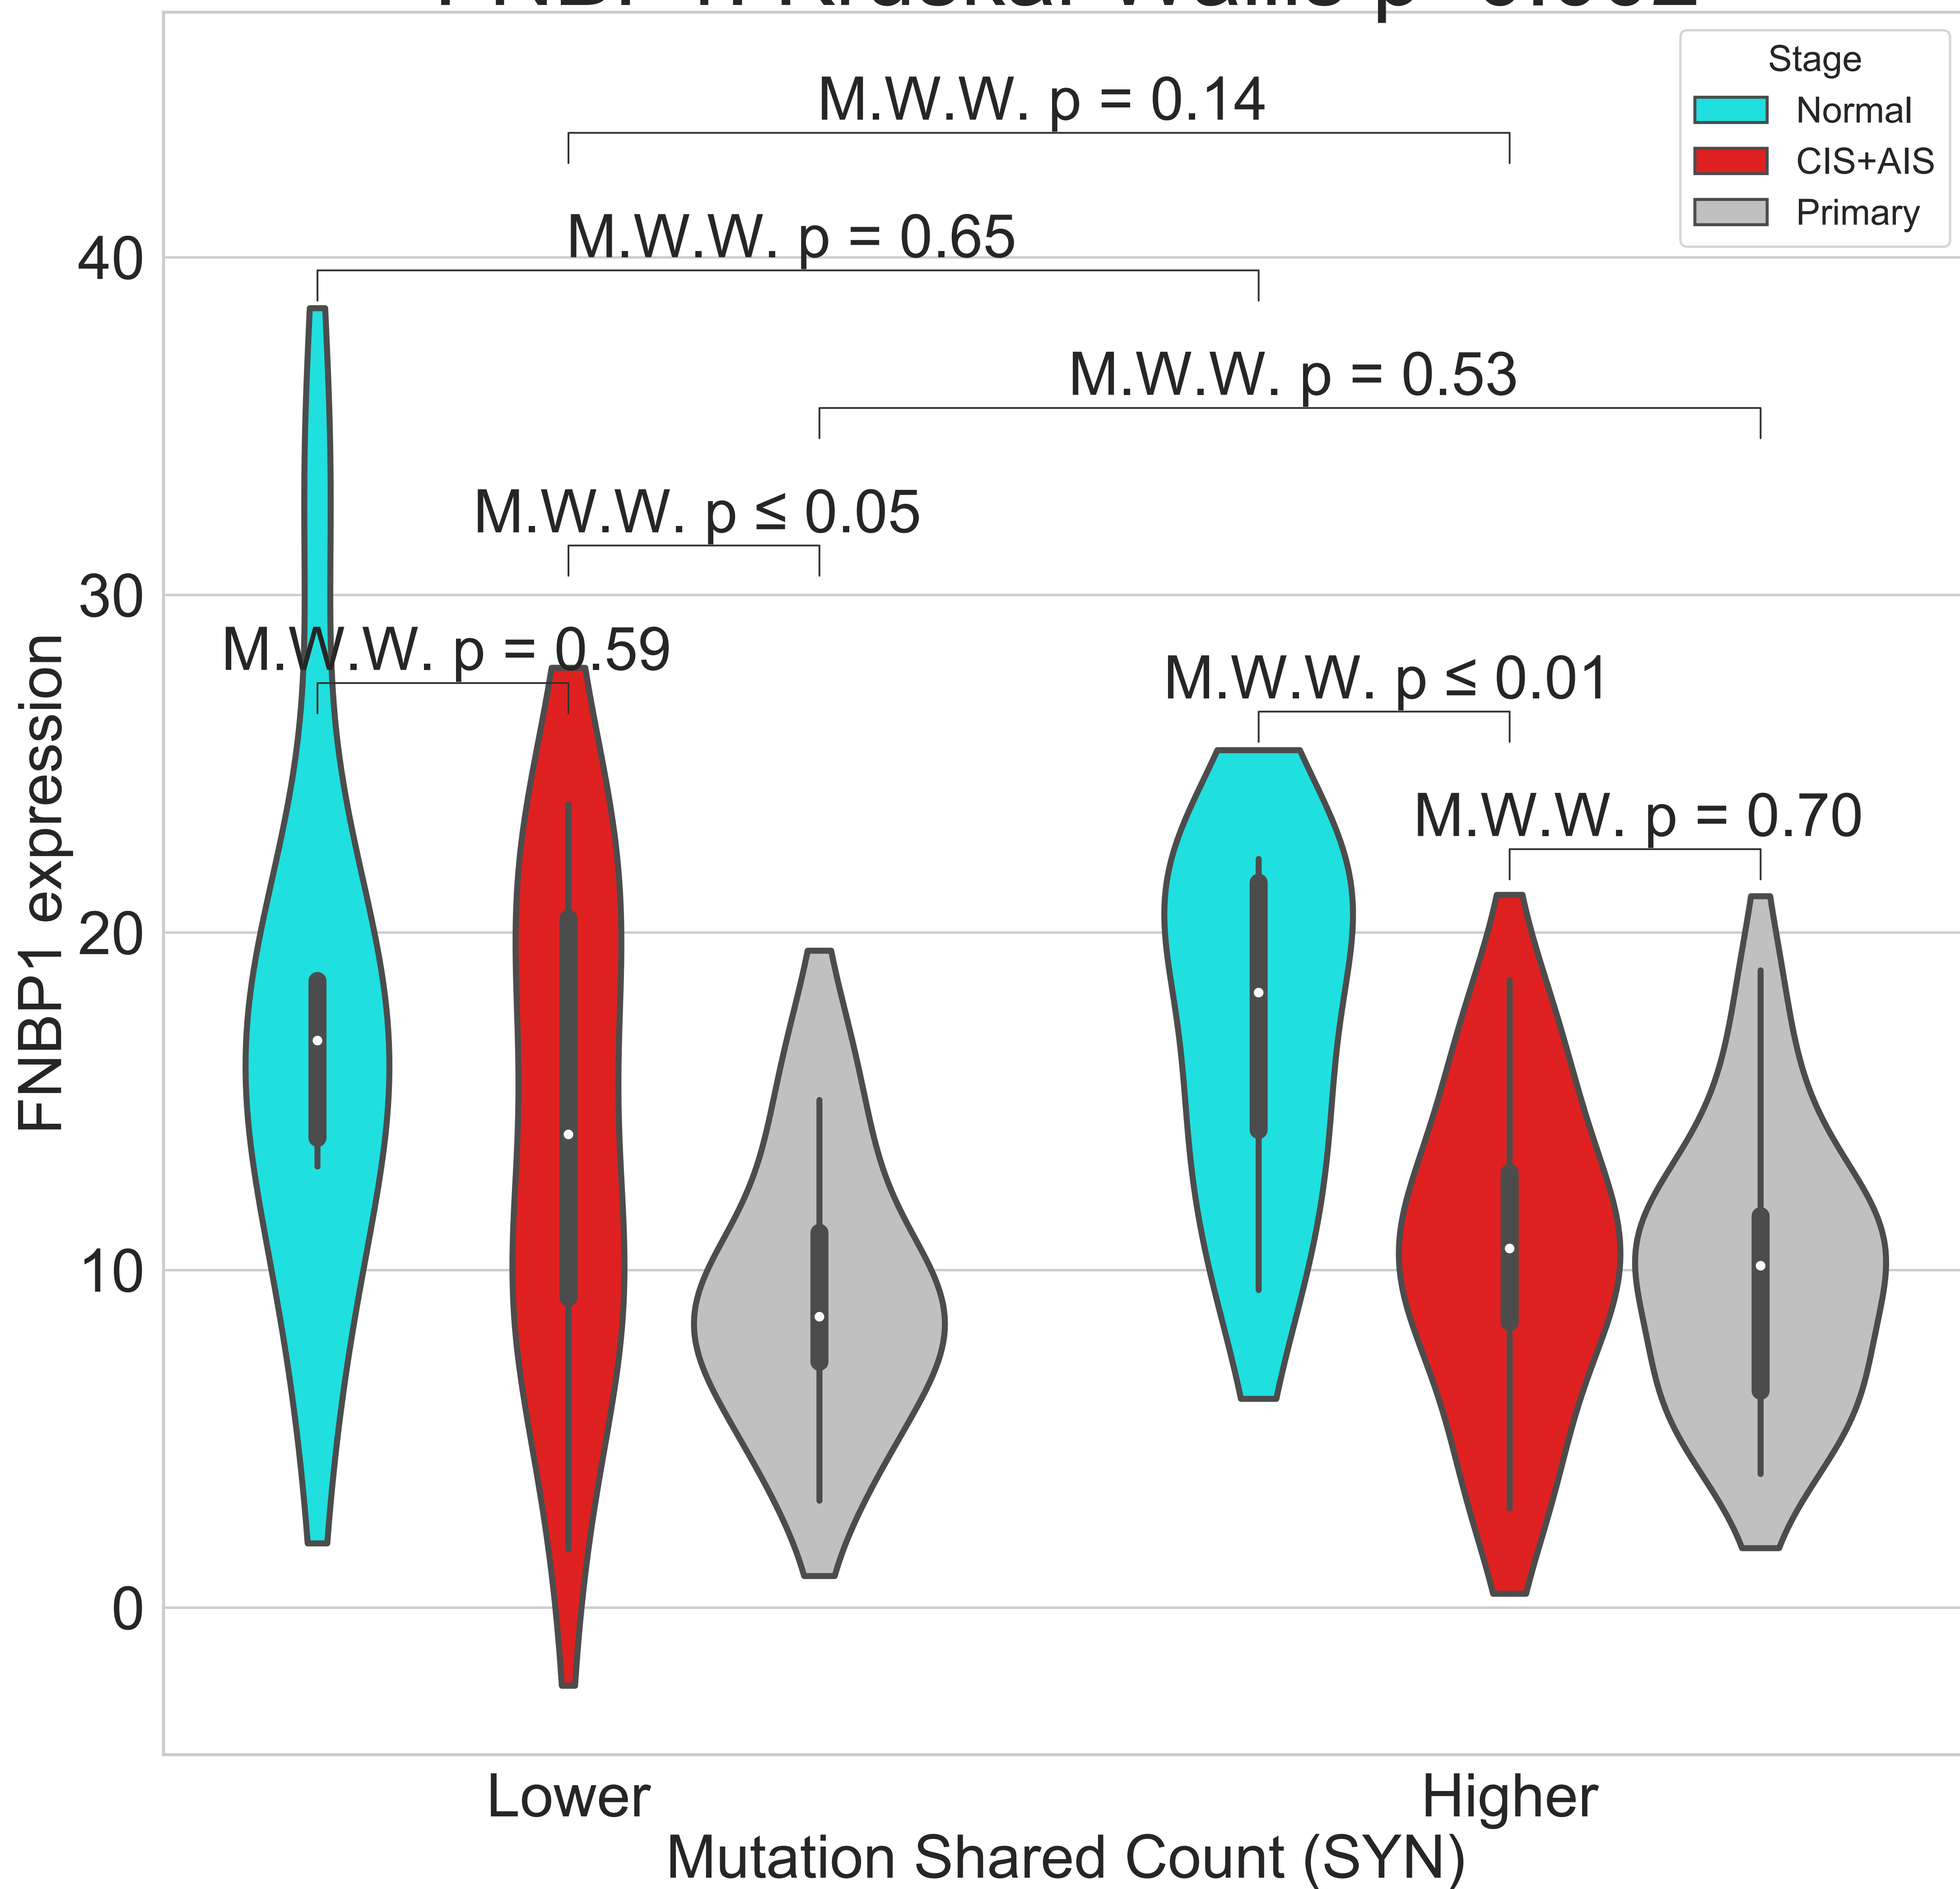 Stage
Normal
CIS+AIS
Primary
M.W.W. p = 0.14
M.W.W. p = 0.65
M.W.W. p = 0.53
M.W.W. p ≤ 0.05
M.W.W. p = 0.59
M.W.W. p ≤ 0.01
M.W.W. p = 0.70
40
30
20
10
0
FNBP1 expression
Lower
Higher
Mutation Shared Count (SYN)